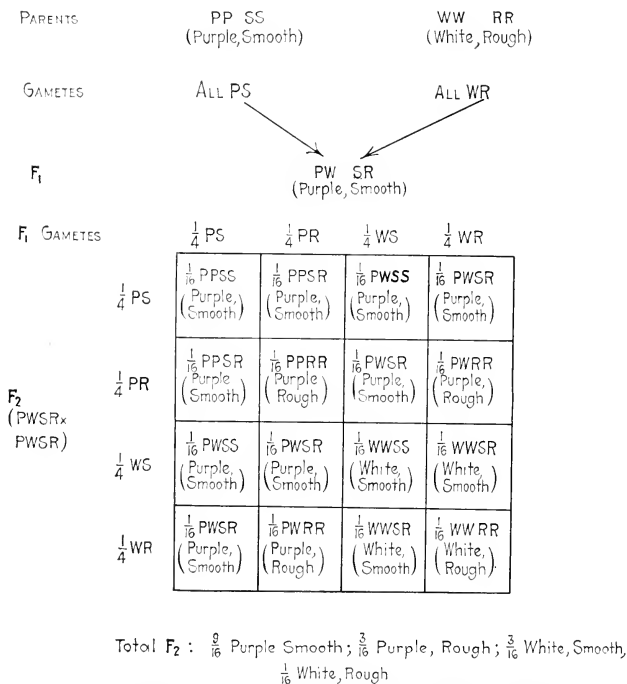 PARENTS PP SS WW RR
(Purple,Smooth) (White,Rough)
GAMETES ALL PS ALL WR
F₁ PW SR
(Purple,Smooth)
F₁ GAMETES 1/4 PS 1/4 PR 1/4 WS 1/4 WR
1/4 PS
1/16 PPSS 1/16 PPSR 1/16 PWSS 1/16 PWSR
(Purple, Smooth) (Purple, Smooth) (Purple, Smooth) (Purple, Smooth)
1/4 PR
1/16 PPSR 1/16 PPRR 1/16 PWSR 1/16 PWRR
(Purple Smooth) (Purple Rough) (Purple, Smooth) (Purple, Rough)
F₂
(PWSR×
PWSR)
1/4 WS
1/16 PWSS 1/16 PWSR 1/16 WWSS 1/16 WWSR
(Purple, Smooth) (Purple, Smooth) (White, Smooth) (White, Smooth)
1/4 WR
1/16 PWSR 1/16 PWRR 1/16 WWSR 1/16 WWRR
(Purple, Smooth) (Purple, Rough) (White, Smooth) (White, Rough)
Total F₂ : 9/16 Purple Smooth; 3/16 Purple, Rough; 3/16 White, Smooth,
1/16 White, Rough